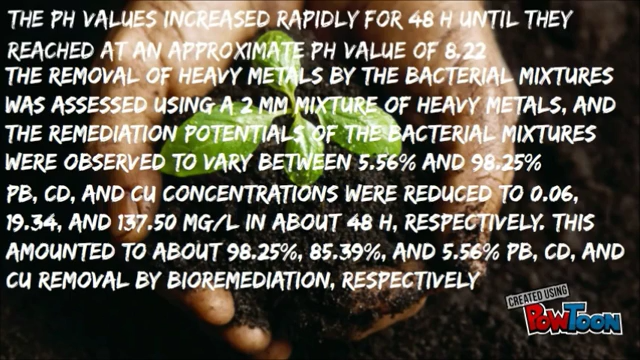 THE PH VALUES INCREASED RAPIDLY FOR 48 H UNTIL THEY
REACHED AT AN APPROXIMATE PH VALUE OF 8.22
THE REMOVAL OF HEAVY METALS BY THE BACTERIAL MIXTURES
WAS ASSESSED USING A 2 MM MIXTURE OF HEAVY METALS, AND
THE REMEDIATION POTENTIALS OF THE BACTERIAL MIXTURES
WERE OBSERVED TO VARY BETWEEN 5.56% AND 98.25%
PB, CD, AND CU CONCENTRATIONS WERE REDUCED TO 0.06,
19.34, AND 137.50 MG/L IN ABOUT 48 H, RESPECTIVELY. THIS
AMOUNTED TO ABOUT 98.25%, 85.39%, AND 5.56% PB, CD, AND
CU REMOVAL BY BIOREMEDIATION, RESPECTIVELY
CREATED USING
POWTOON